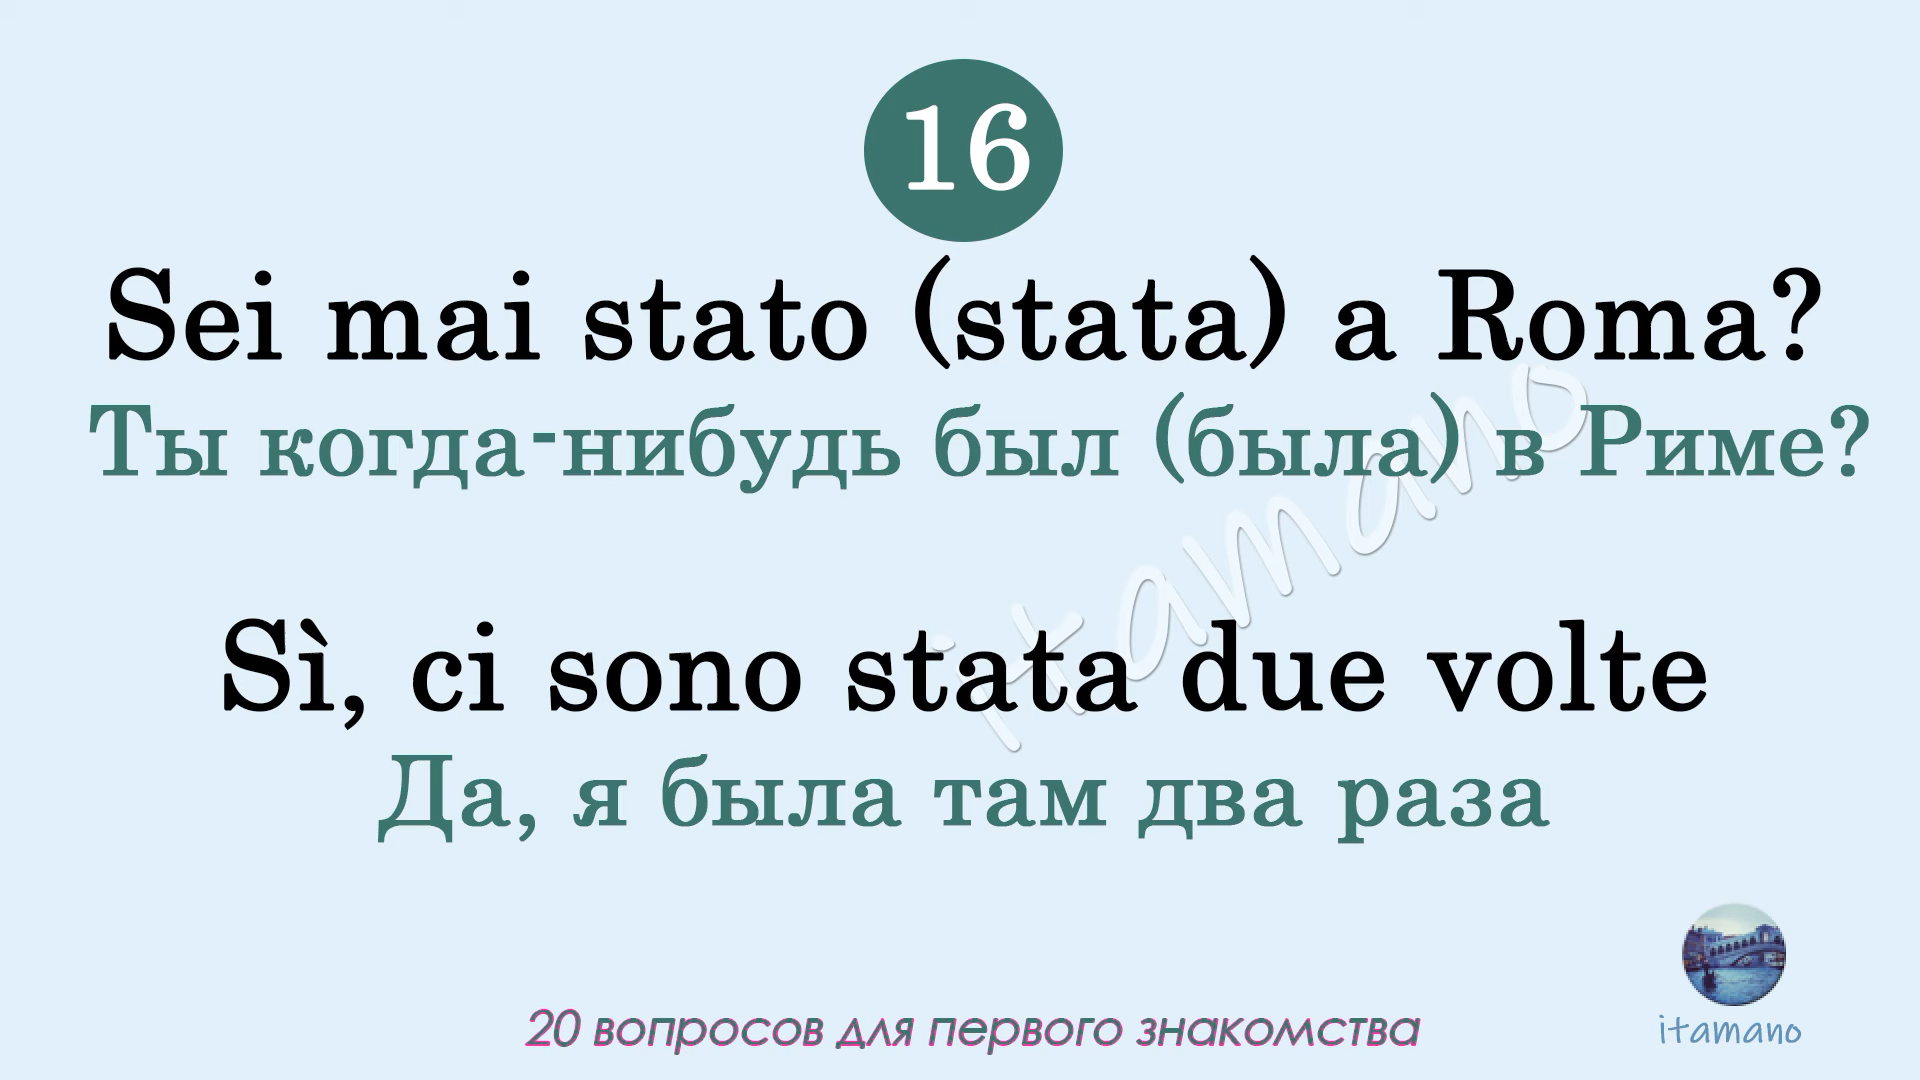 16
Sei mai stato (stata) a Roma?
Ты когда-нибудь был (была) в Риме?
itamano
Sì, ci sono stata due volte
Да, я была там два раза
20 вопросов для первого знакомства
itamano